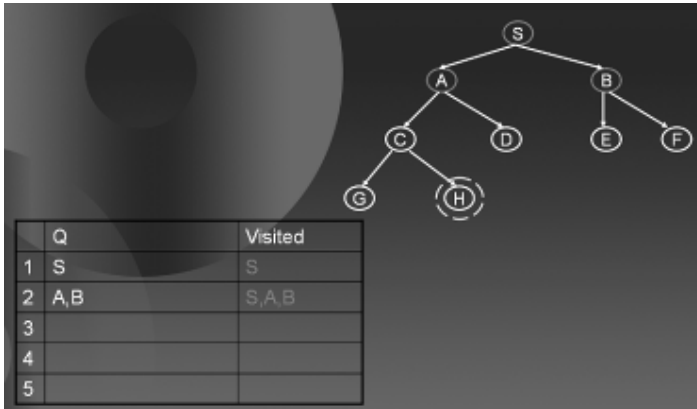 S
A B
C D E F
G H
Q Visited
1 S S
2 A,B S,A,B
3
4
5